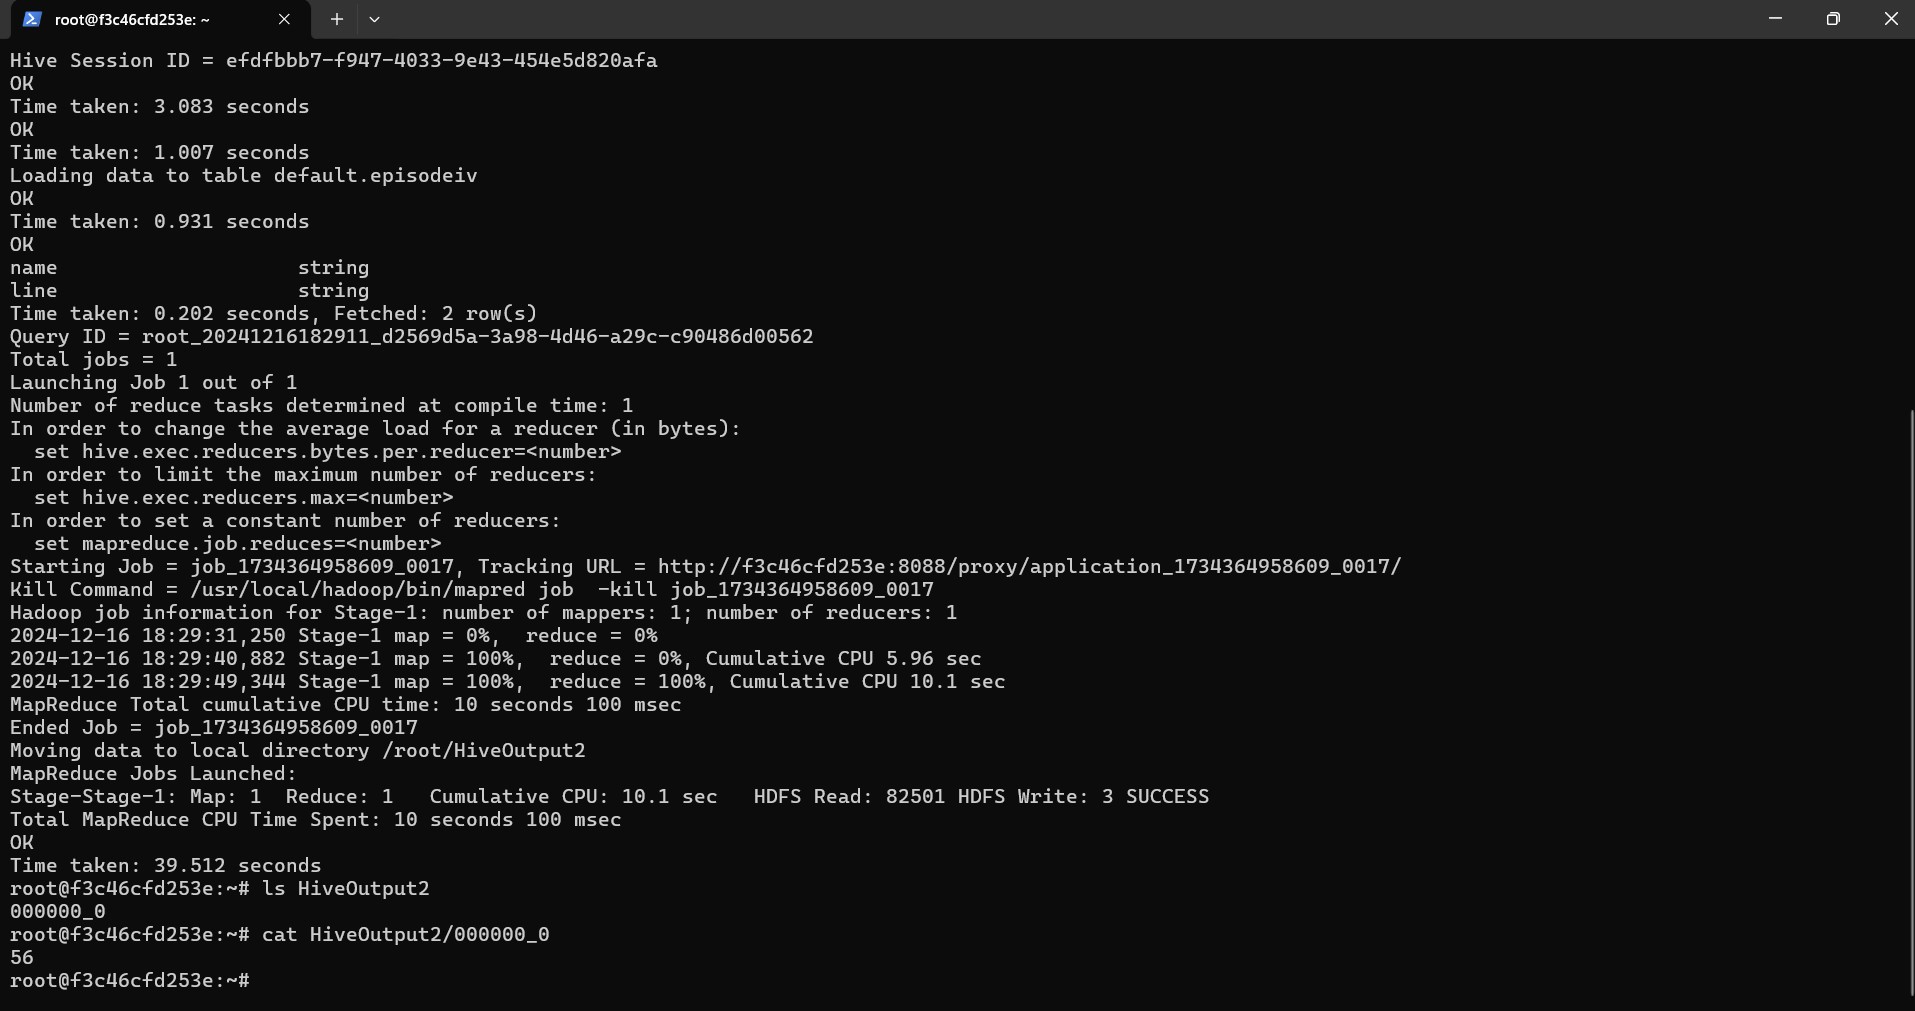 root@f3c46cfd253e: ~
Hive Session ID = efdfbbb7-f947-4033-9e43-454e5d820afa
OK
Time taken: 3.083 seconds
OK
Time taken: 1.007 seconds
Loading data to table default.episodeiv
OK
Time taken: 0.931 seconds
OK
name                    string
line                    string
Time taken: 0.202 seconds, Fetched: 2 row(s)
Query ID = root_20241216182911_d2569d5a-3a98-4d46-a29c-c90486d00562
Total jobs = 1
Launching Job 1 out of 1
Number of reduce tasks determined at compile time: 1
In order to change the average load for a reducer (in bytes):
  set hive.exec.reducers.bytes.per.reducer=<number>
In order to limit the maximum number of reducers:
  set hive.exec.reducers.max=<number>
In order to set a constant number of reducers:
  set mapreduce.job.reduces=<number>
Starting Job = job_1734364958609_0017, Tracking URL = http://f3c46cfd253e:8088/proxy/application_1734364958609_0017/
Kill Command = /usr/local/hadoop/bin/mapred job  -kill job_1734364958609_0017
Hadoop job information for Stage-1: number of mappers: 1; number of reducers: 1
2024-12-16 18:29:31,250 Stage-1 map = 0%,  reduce = 0%
2024-12-16 18:29:40,882 Stage-1 map = 100%,  reduce = 0%, Cumulative CPU 5.96 sec
2024-12-16 18:29:49,344 Stage-1 map = 100%,  reduce = 100%, Cumulative CPU 10.1 sec
MapReduce Total cumulative CPU time: 10 seconds 100 msec
Ended Job = job_1734364958609_0017
Moving data to local directory /root/HiveOutput2
MapReduce Jobs Launched:
Stage-Stage-1: Map: 1  Reduce: 1   Cumulative CPU: 10.1 sec   HDFS Read: 82501 HDFS Write: 3 SUCCESS
Total MapReduce CPU Time Spent: 10 seconds 100 msec
OK
Time taken: 39.512 seconds
root@f3c46cfd253e:~# ls HiveOutput2
000000_0
root@f3c46cfd253e:~# cat HiveOutput2/000000_0
56
root@f3c46cfd253e:~#